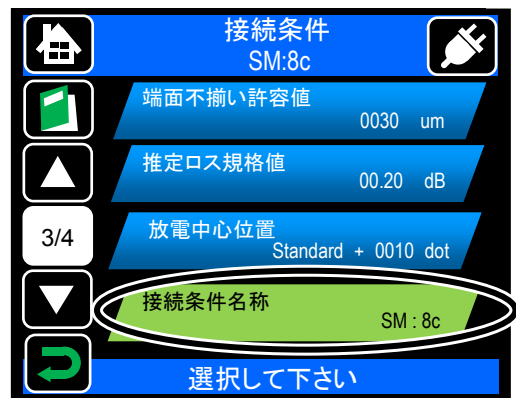 接続条件
SM:8c
端面不揃い許容値
0030 um
推定ロス規格値
00.20 dB
3/4
放電中心位置
Standard + 0010 dot
接続条件名称
SM : 8c
選択して下さい